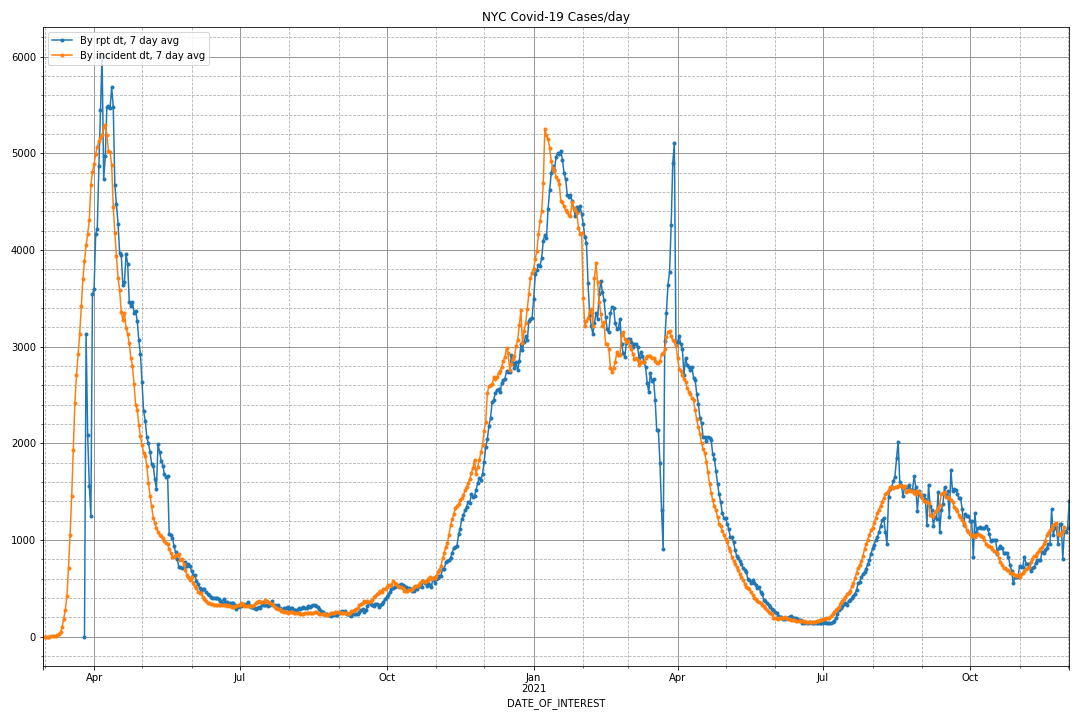 NYC Covid-19 Cases/day
By rpt dt, 7 day avg
By incident dt, 7 day avg
6000
5000
4000
3000
2000
1000
0
Apr Jul Oct Jan Apr Jul Oct
2021
DATE_OF_INTEREST